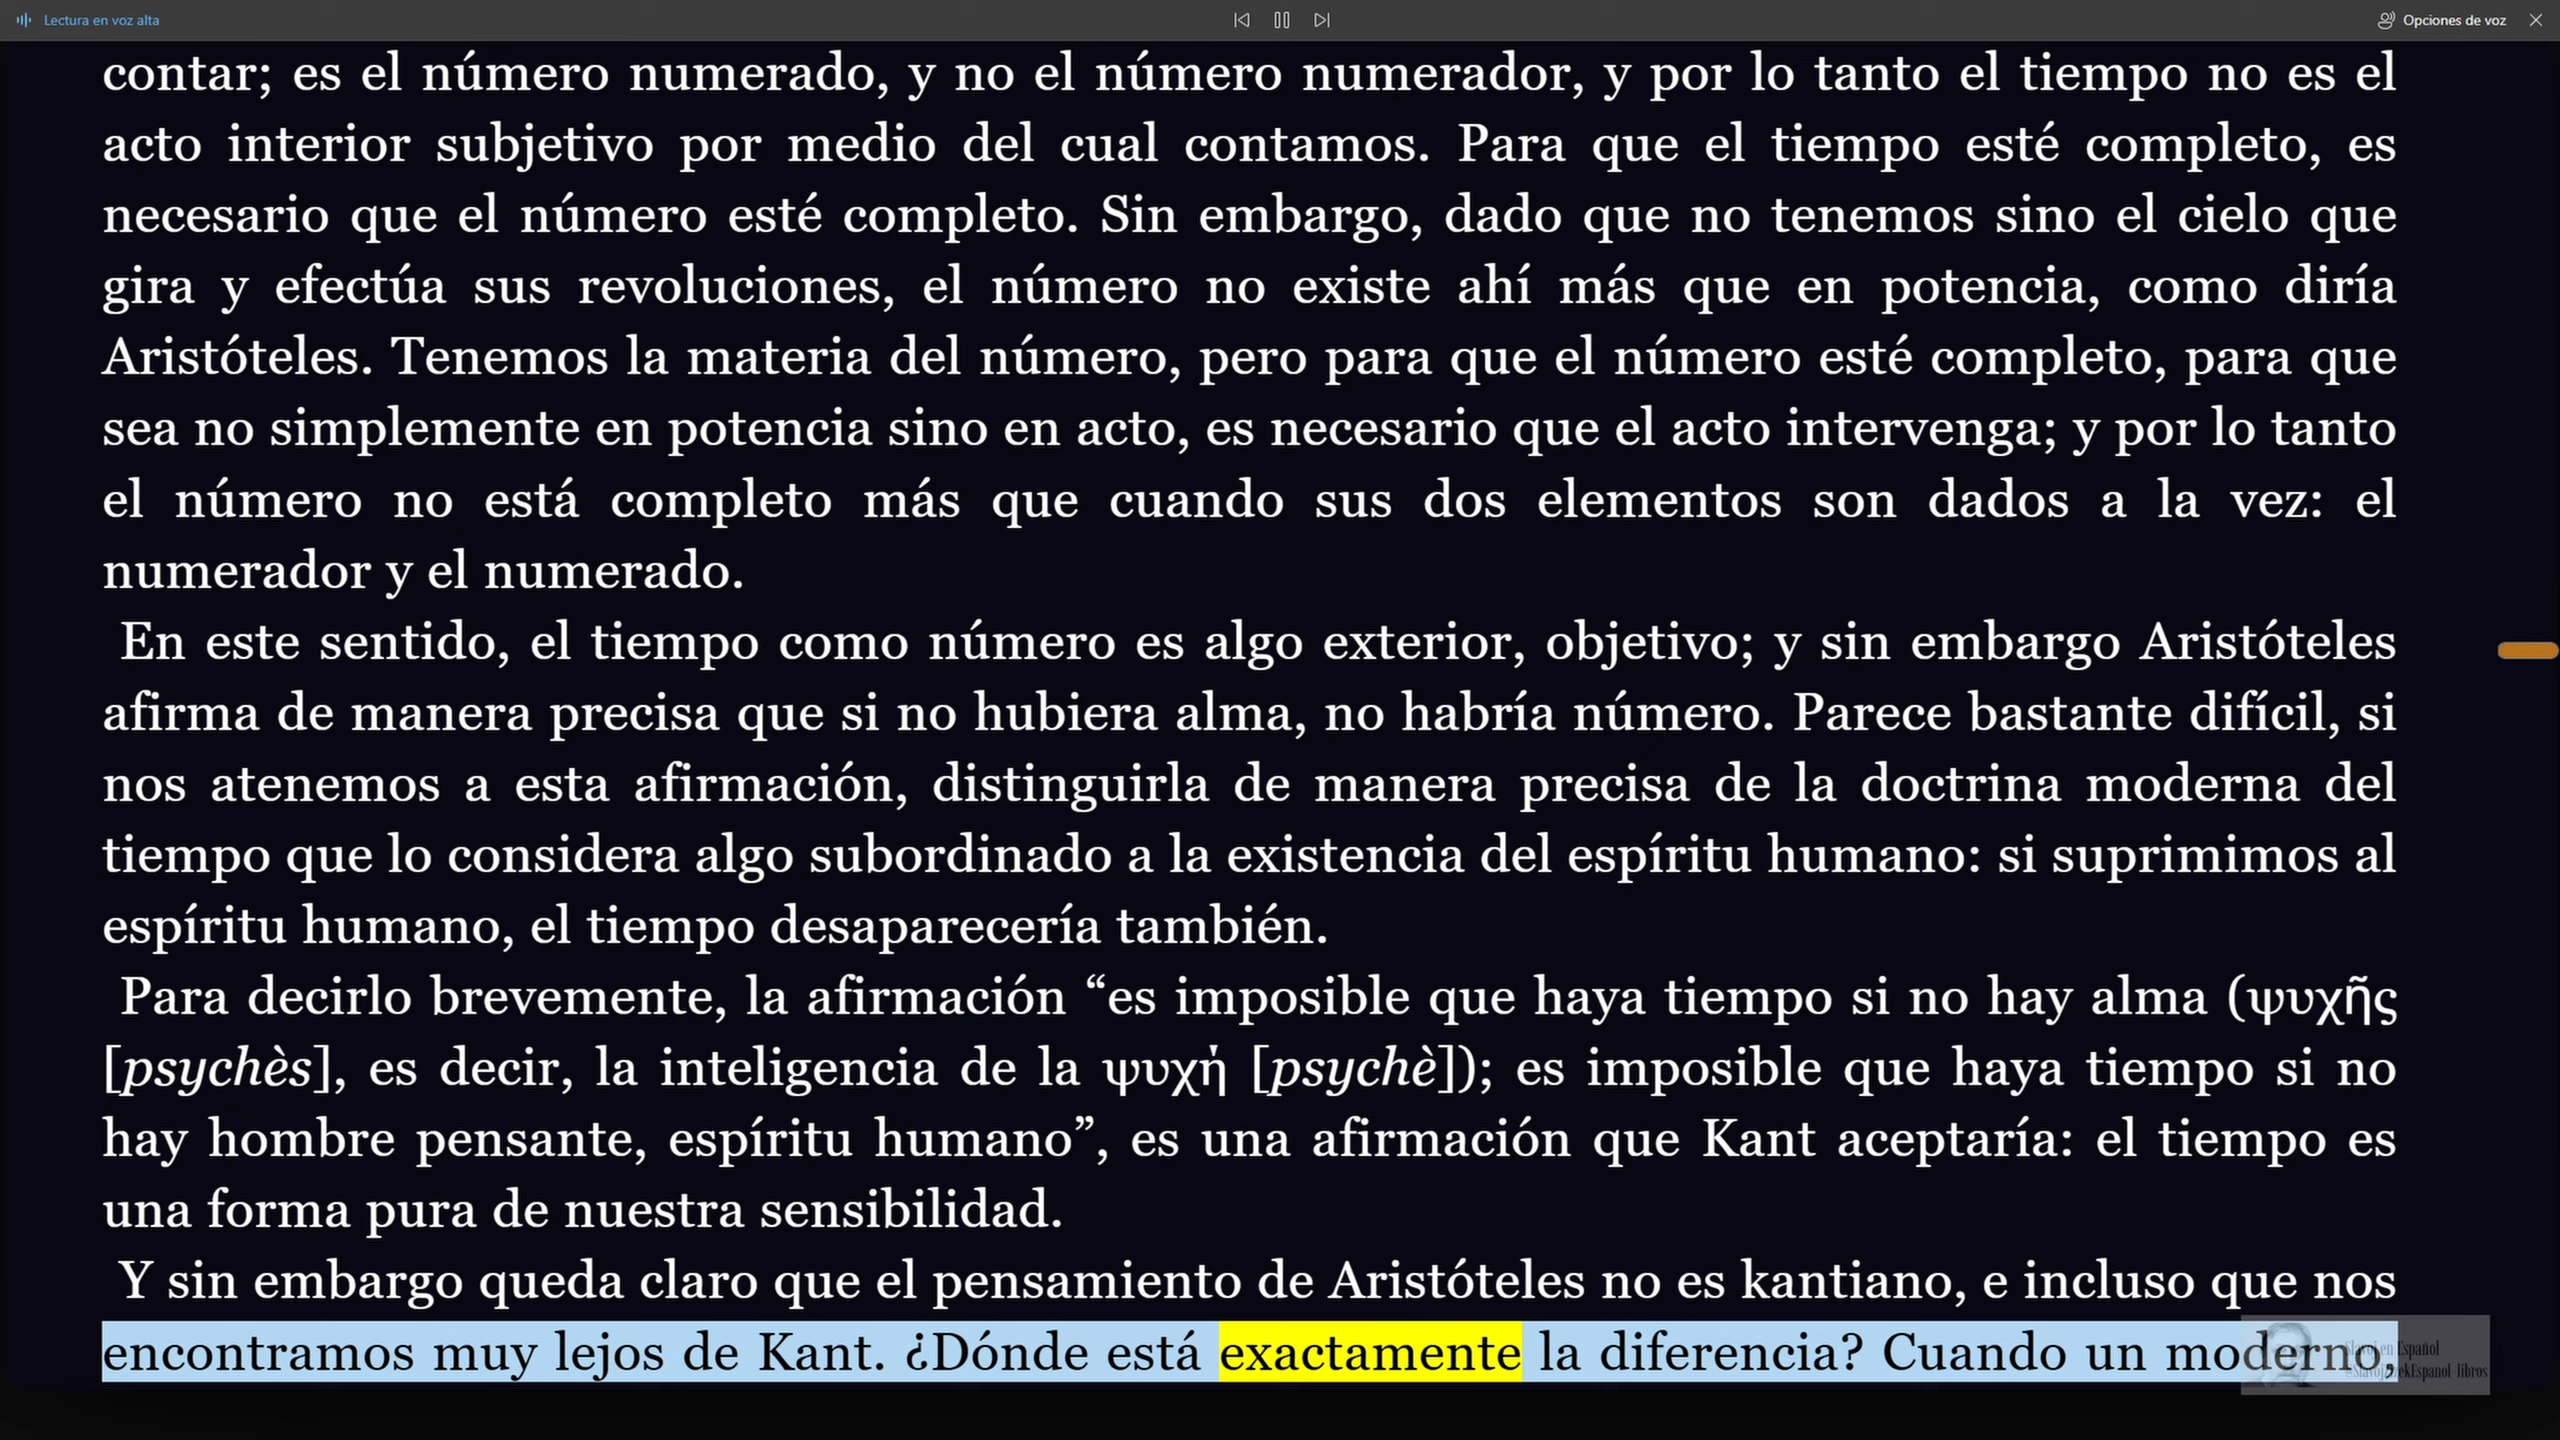 Lectura en voz alta
Opciones de voz
contar; es el número numerado, y no el número numerador, y por lo tanto el tiempo no es el
acto interior subjetivo por medio del cual contamos. Para que el tiempo esté completo, es
necesario que el número esté completo. Sin embargo, dado que no tenemos sino el cielo que
gira y efectúa sus revoluciones, el número no existe ahí más que en potencia, como diría
Aristóteles. Tenemos la materia del número, pero para que el número esté completo, para que
sea no simplemente en potencia sino en acto, es necesario que el acto intervenga; y por lo tanto
el número no está completo más que cuando sus dos elementos son dados a la vez: el
numerador y el numerado.
En este sentido, el tiempo como número es algo exterior, objetivo; y sin embargo Aristóteles
afirma de manera precisa que si no hubiera alma, no habría número. Parece bastante difícil, si
nos atenemos a esta afirmación, distinguirla de manera precisa de la doctrina moderna del
tiempo que lo considera algo subordinado a la existencia del espíritu humano: si suprimimos al
espíritu humano, el tiempo desaparecería también.
Para decirlo brevemente, la afirmación “es imposible que haya tiempo si no hay alma (ψυχῆς
[psychès], es decir, la inteligencia de la ψυχἠ [psychè]); es imposible que haya tiempo si no
hay hombre pensante, espíritu humano”, es una afirmación que Kant aceptaría: el tiempo es
una forma pura de nuestra sensibilidad.
Y sin embargo queda claro que el pensamiento de Aristóteles no es kantiano, e incluso que nos
encontramos muy lejos de Kant. ¿Dónde está exactamente la diferencia? Cuando un moderno,
en Español
libros